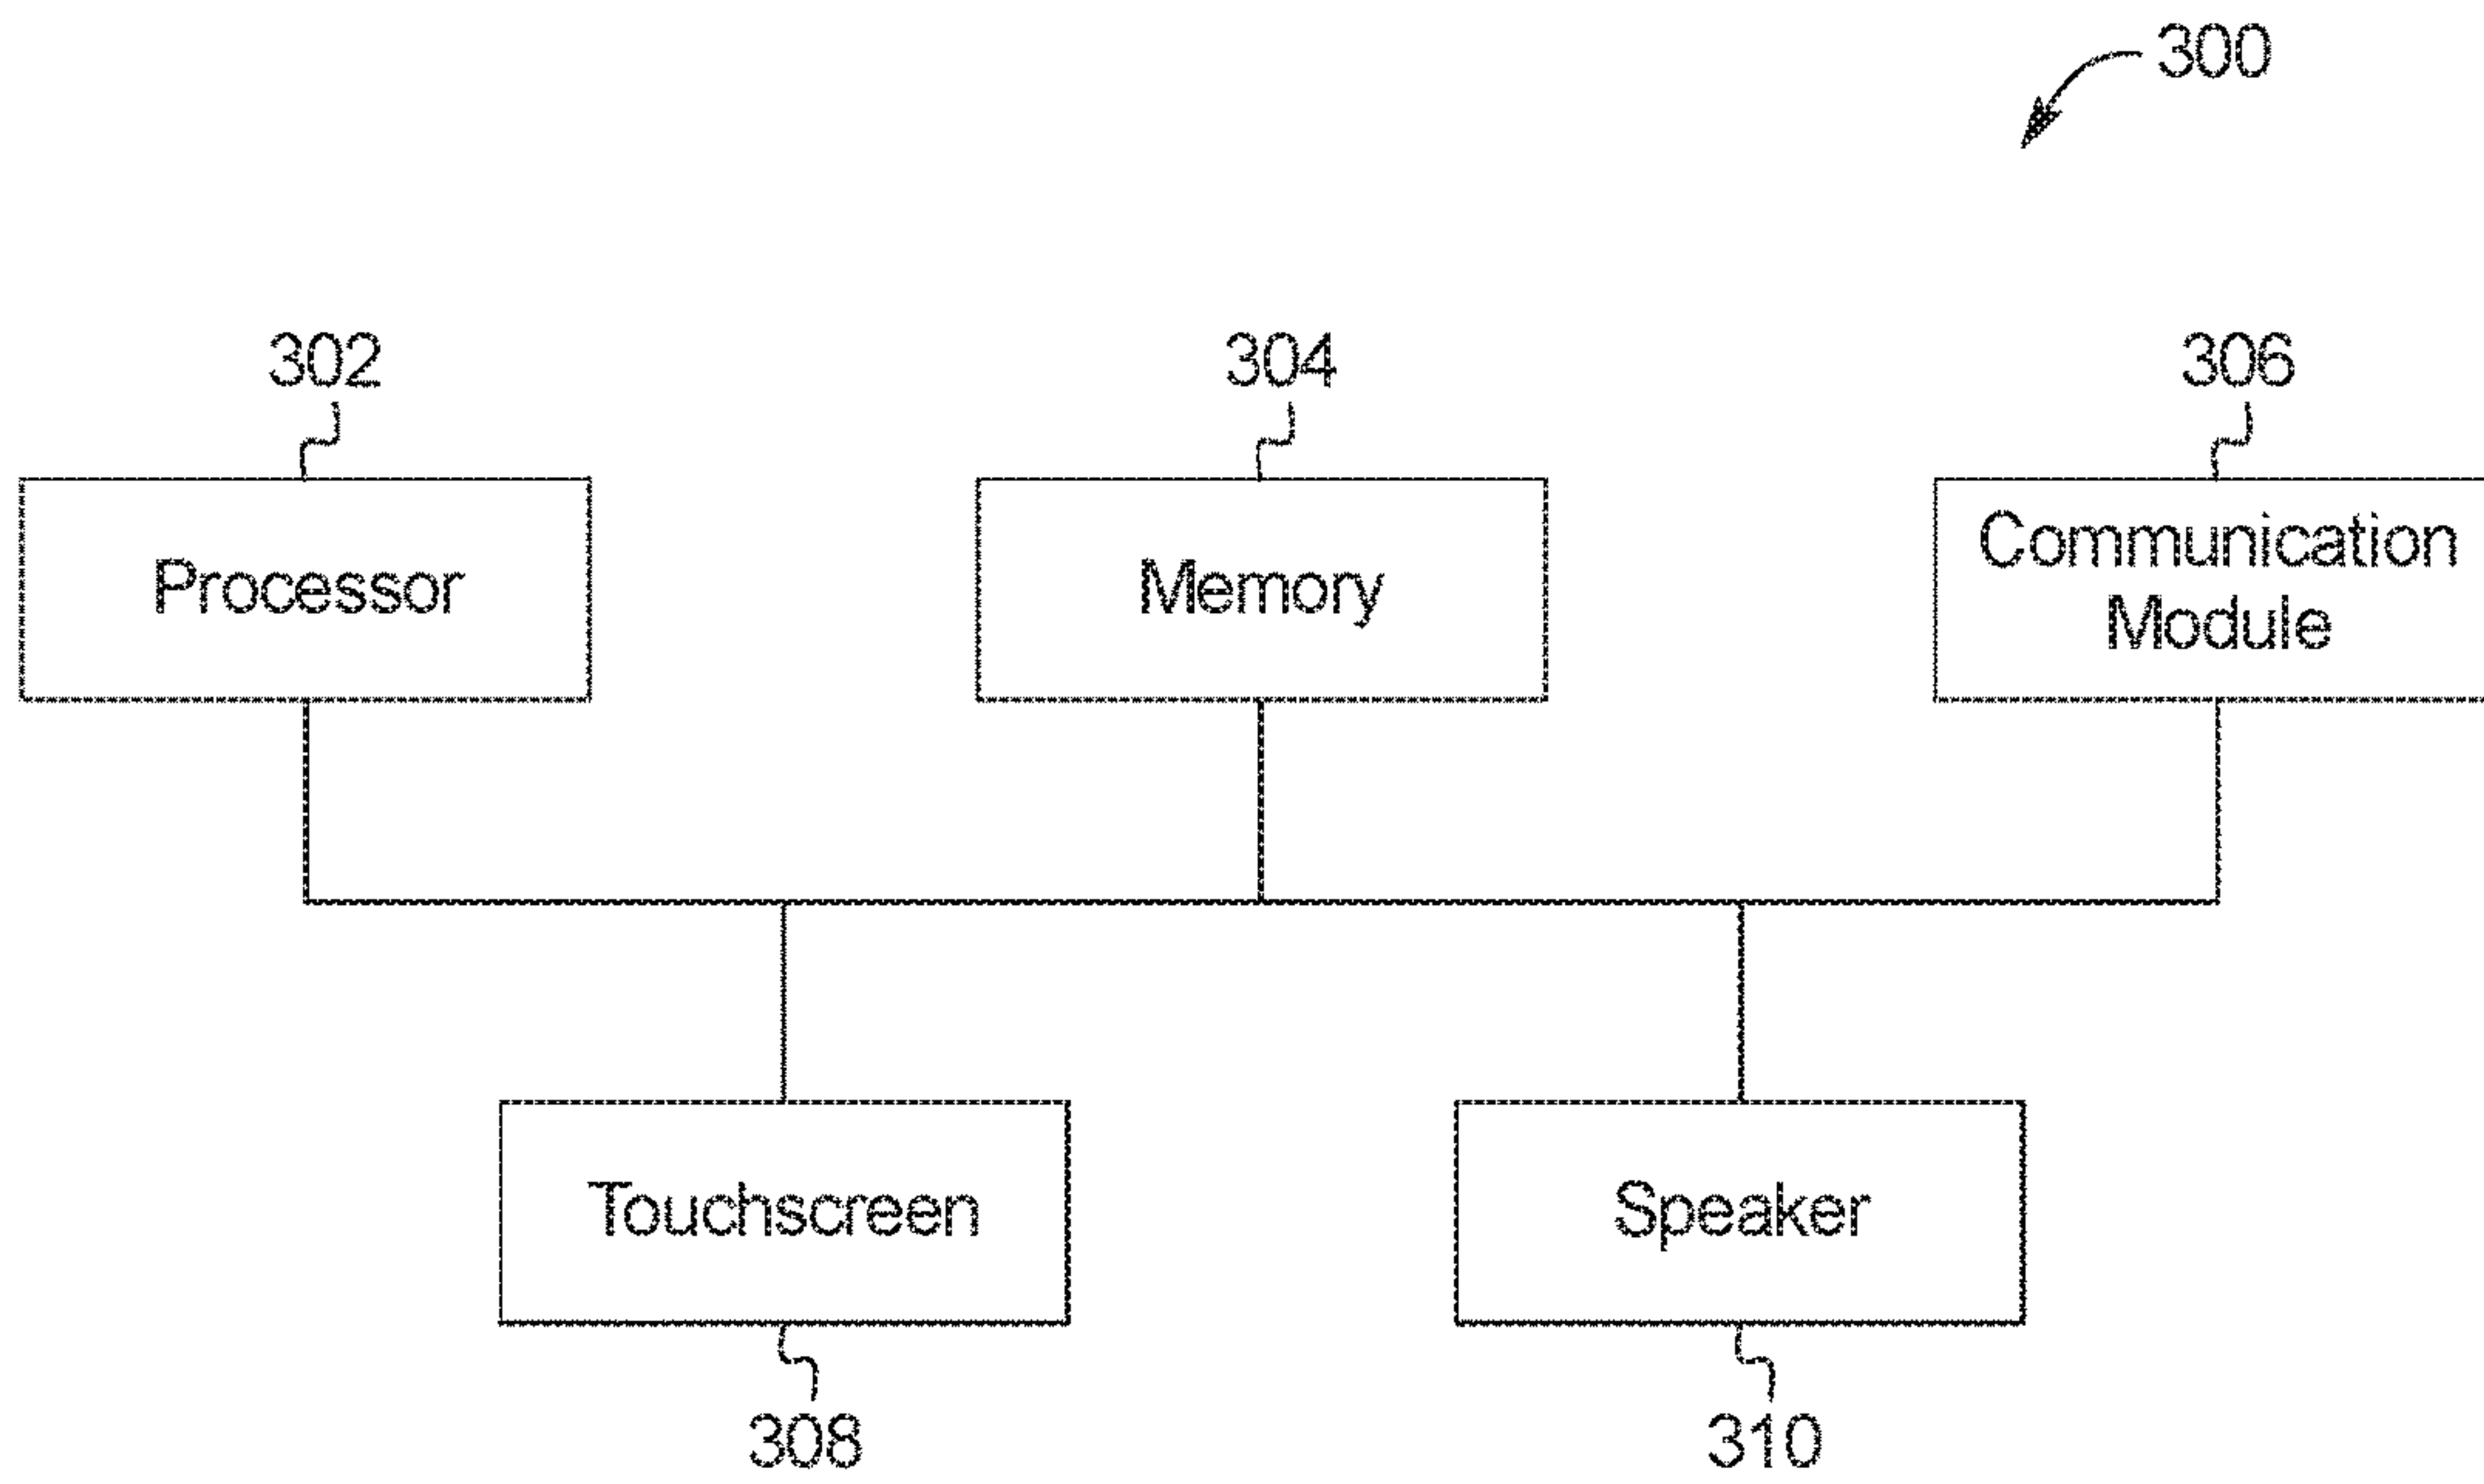 300
302
304
306
Processor
Memory
Communication
Module
Touchscreen
Speaker
308
310